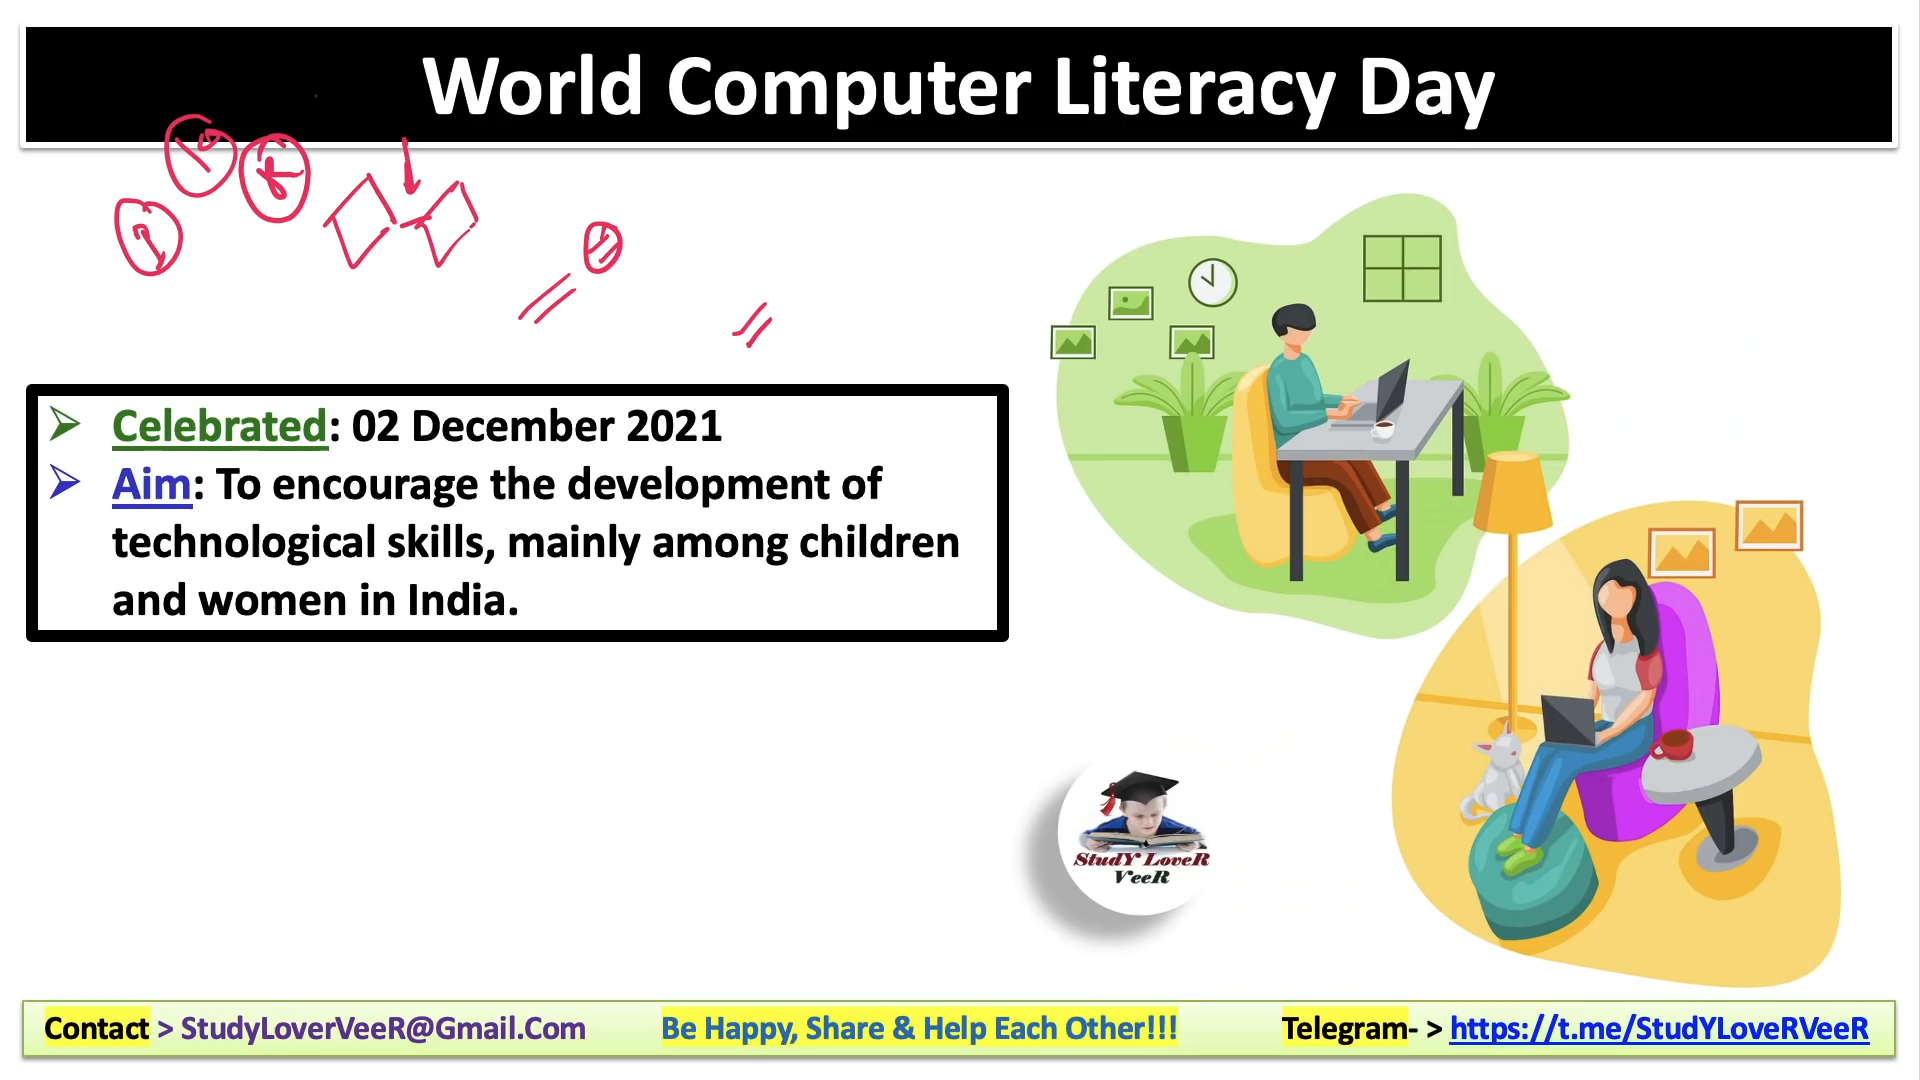 World Computer Literacy Day
Celebrated: 02 December 2021
Aim: To encourage the development of
technological skills, mainly among children
and women in India.
StudY LoveR
VeeR
Contact > StudyLoverVeeR@Gmail.Com Be Happy, Share & Help Each Other!!! Telegram- > https://t.me/StudYLoveRVeeR